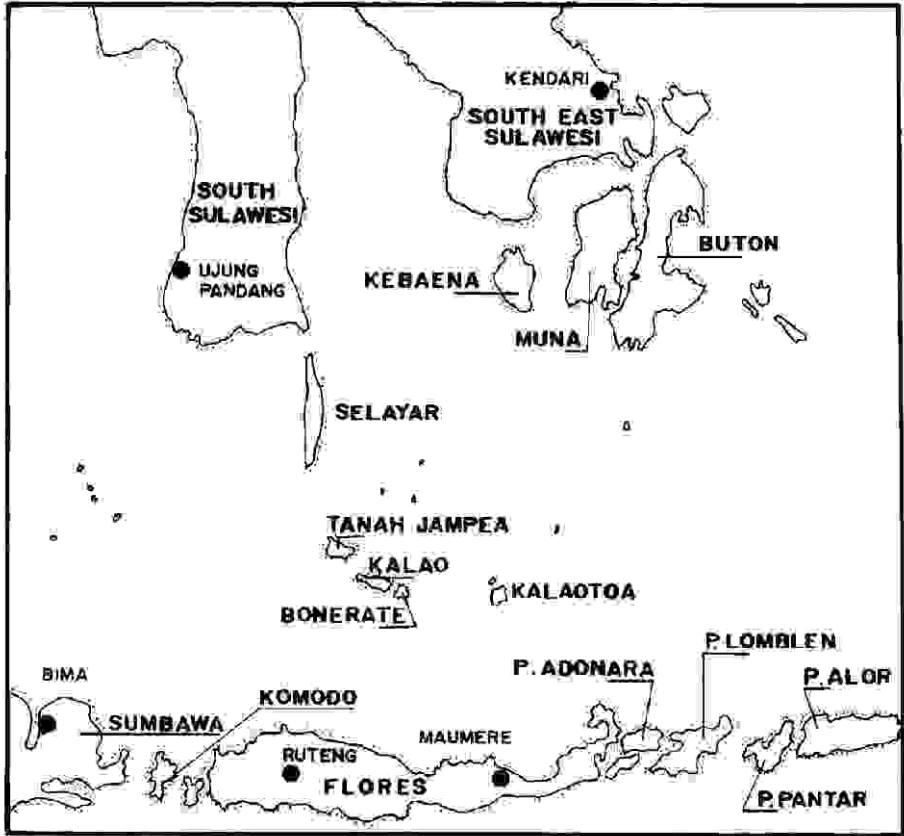 KENDARI
SOUTH EAST
SULAWESI
SOUTH
SULAWESI
BUTON
UJUNG
PANDANG
KEBAENA
MUNA
SELAYAR
TANAH JAMPEA
KALAO
KALAOTOA
BONERATE
P.LOMBLEN
P.ADONARA
P.ALOR
BIMA
KOMODO
SUMBAWA
MAUMERE
RUTENG
FLORES
P.PANTAR